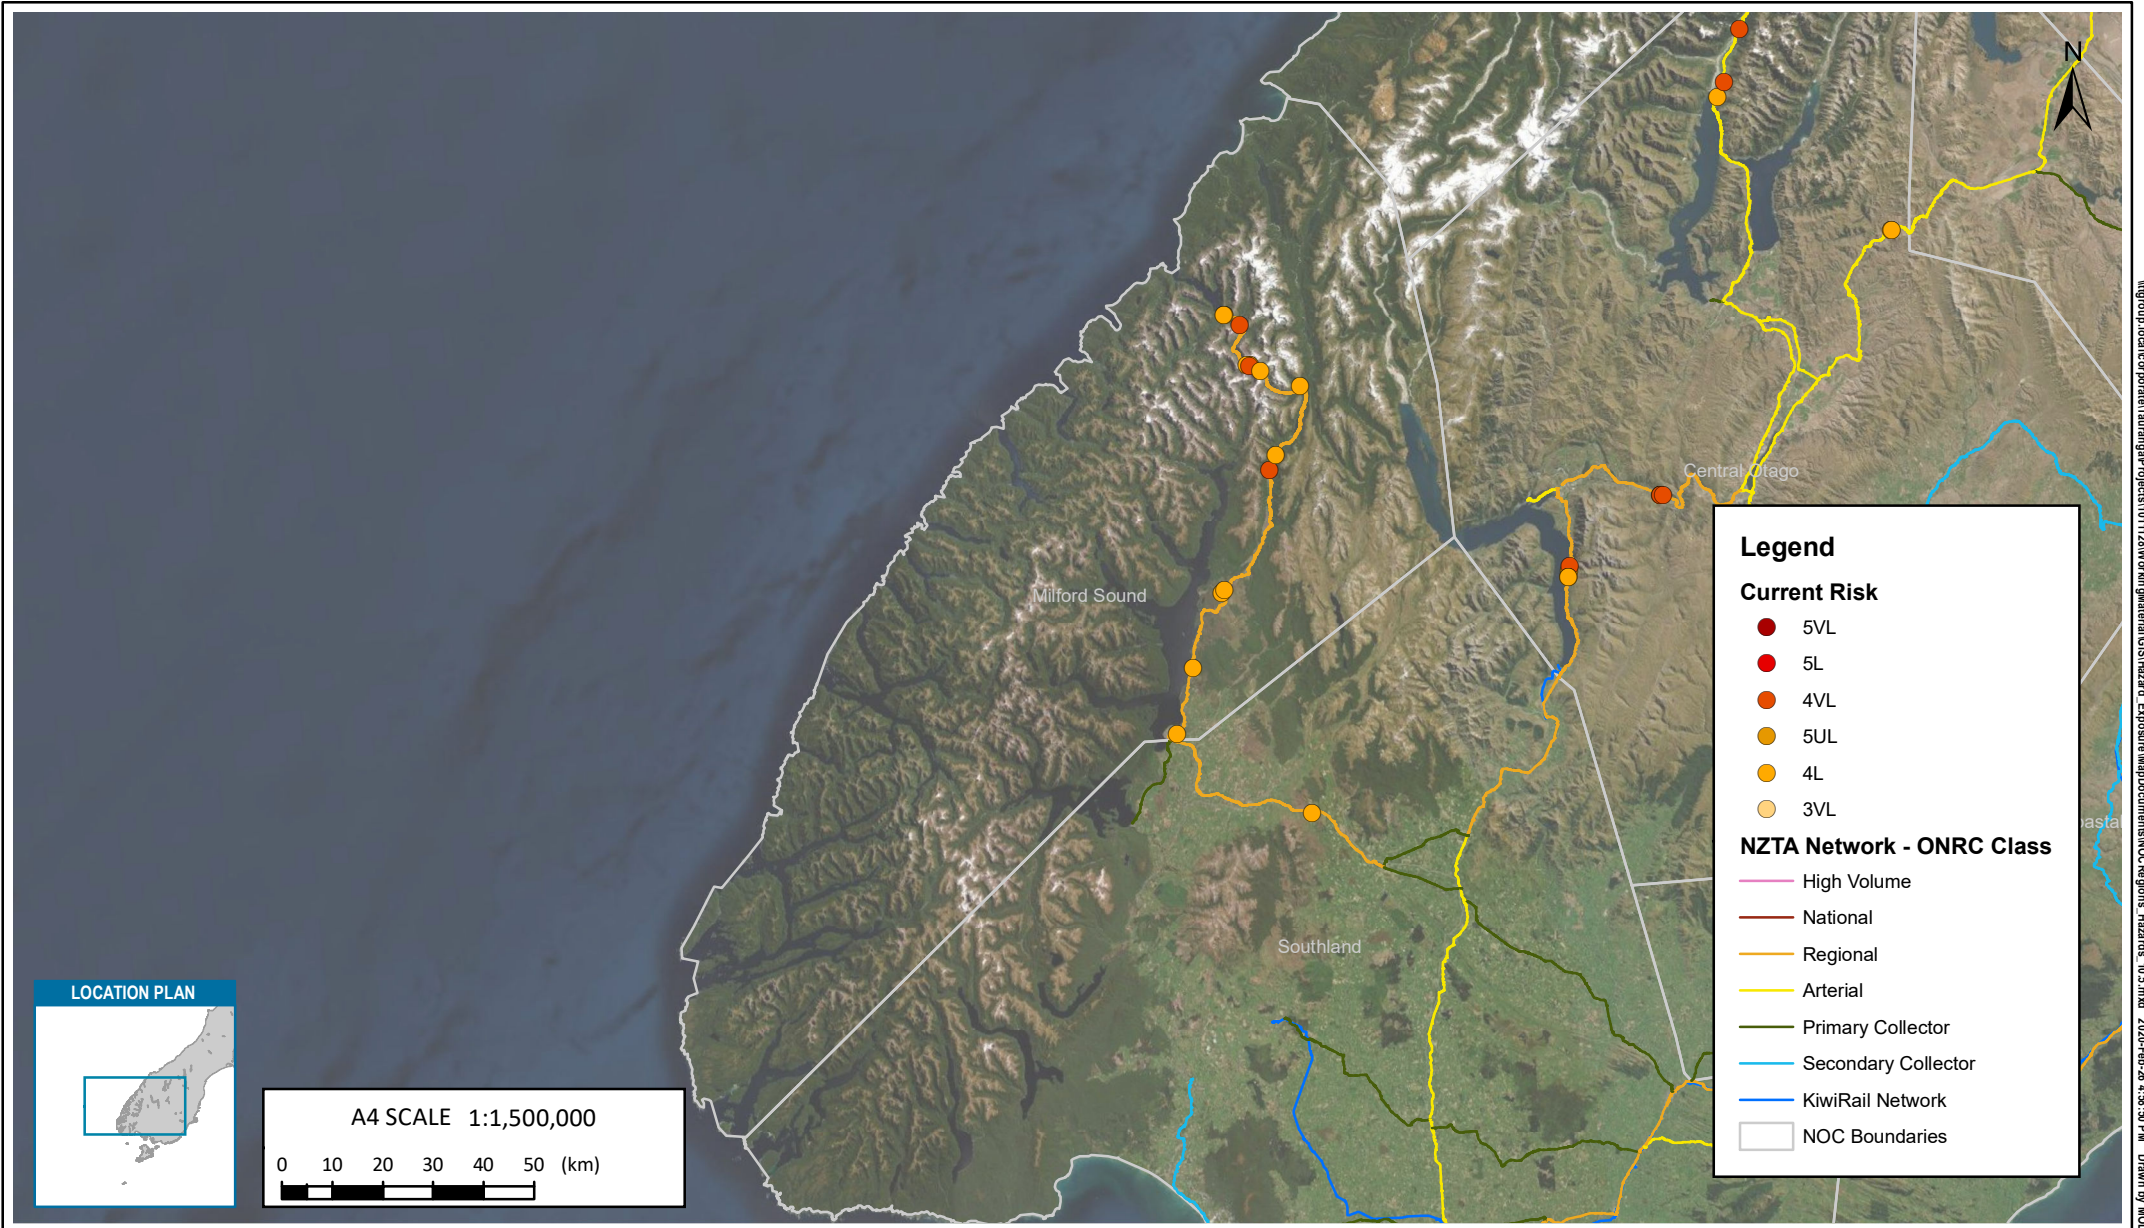 N
Central Otago
Milford Sound
Southland
Legend
Current Risk
5VL
5L
4VL
5UL
4L
3VL
NZTA Network - ONRC Class
High Volume
National
Regional
Arterial
Primary Collector
Secondary Collector
KiwiRail Network
NOC Boundaries
LOCATION PLAN
A4 SCALE 1:1,500,000
0 10 20 30 40 50 (km)